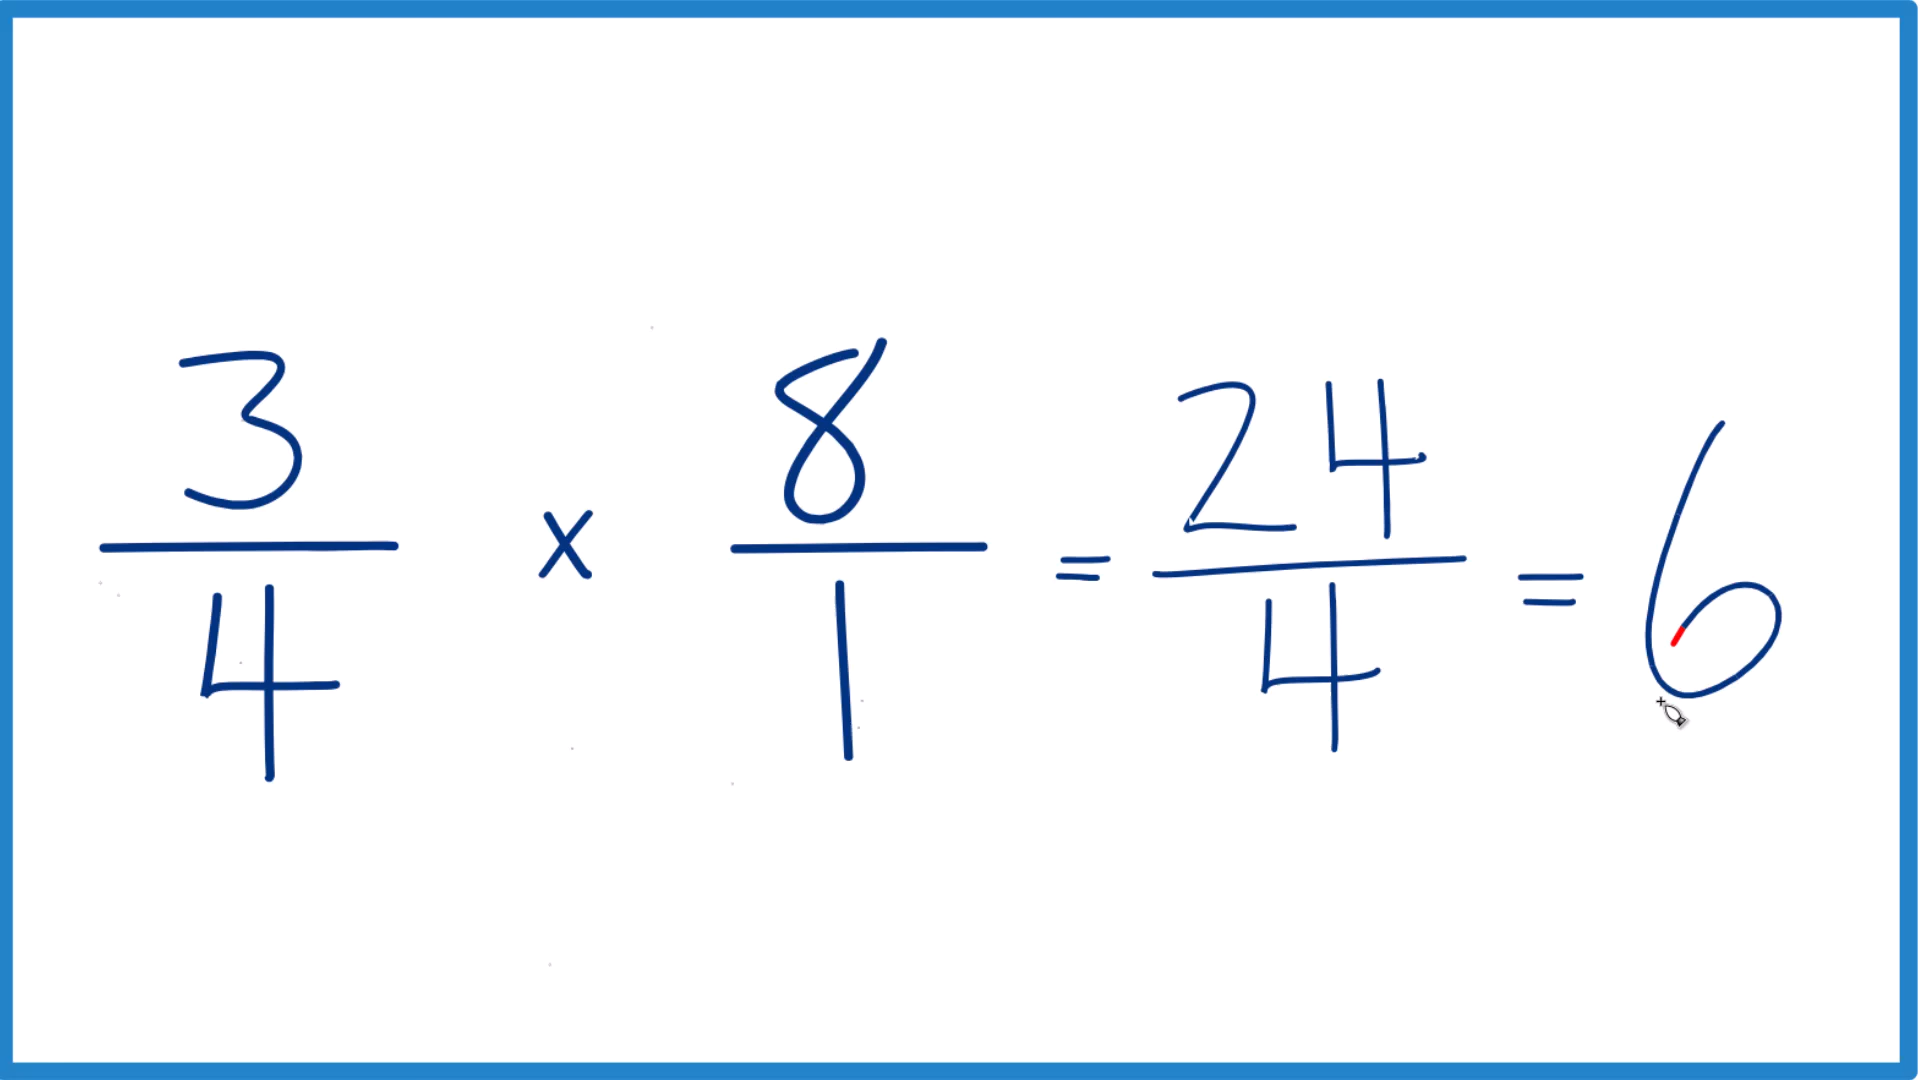 3/4 x 8/1 = 24/4 = 6